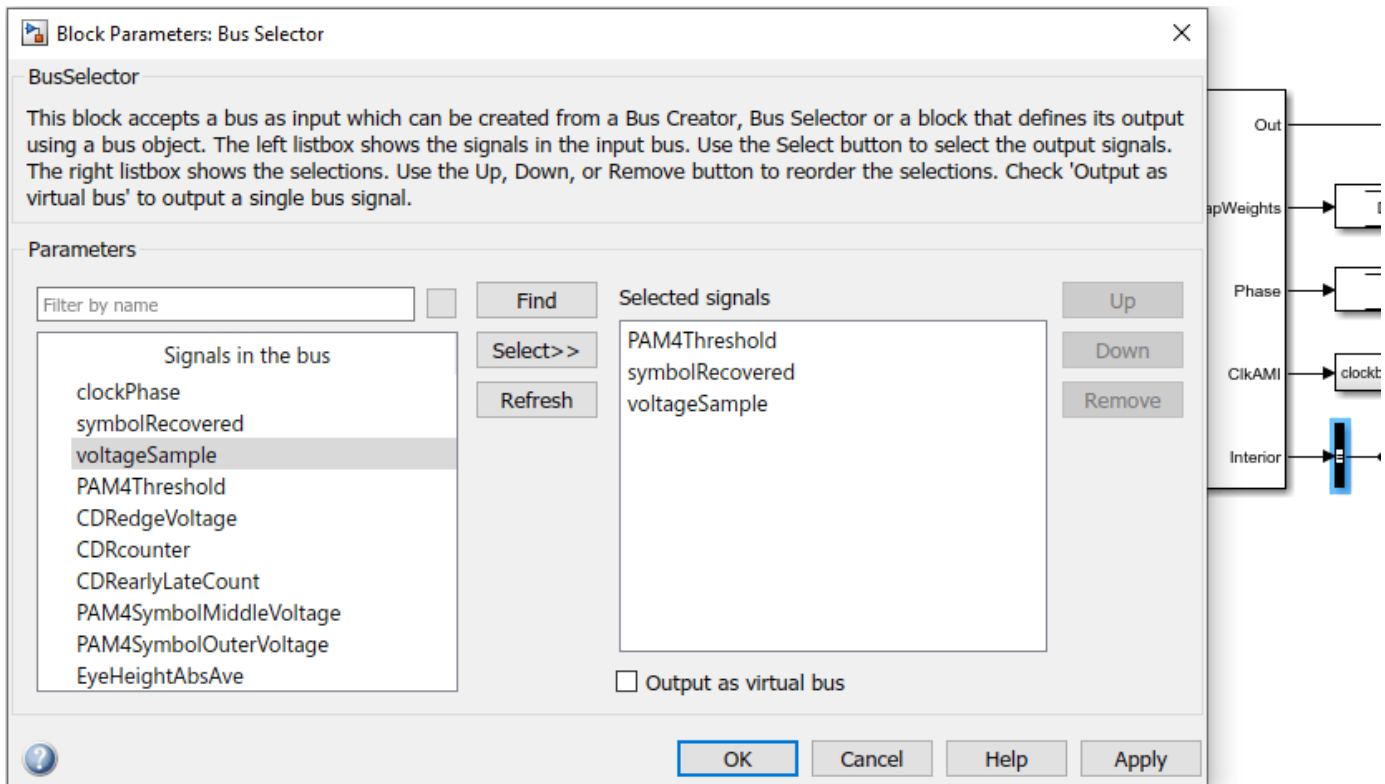 Block Parameters: Bus Selector
BusSelector
This block accepts a bus as input which can be created from a Bus Creator, Bus Selector or a block that defines its output
using a bus object. The left listbox shows the signals in the input bus. Use the Select button to select the output signals.
The right listbox shows the selections. Use the Up, Down, or Remove button to reorder the selections. Check 'Output as
virtual bus' to output a single bus signal.
Parameters
Filter by name
Find
Select>>
Refresh
Signals in the bus
clockPhase
symbolRecovered
voltageSample
PAM4Threshold
CDRedgeVoltage
CDRcounter
CDRearlyLateCount
PAM4SymbolMiddleVoltage
PAM4SymbolOuterVoltage
EyeHeightAbsAve
Selected signals
PAM4Threshold
symbolRecovered
voltageSample
Up
Down
Remove
Output as virtual bus
OK
Cancel
Help
Apply
Out
apWeights
Phase
ClkAMI
Interior